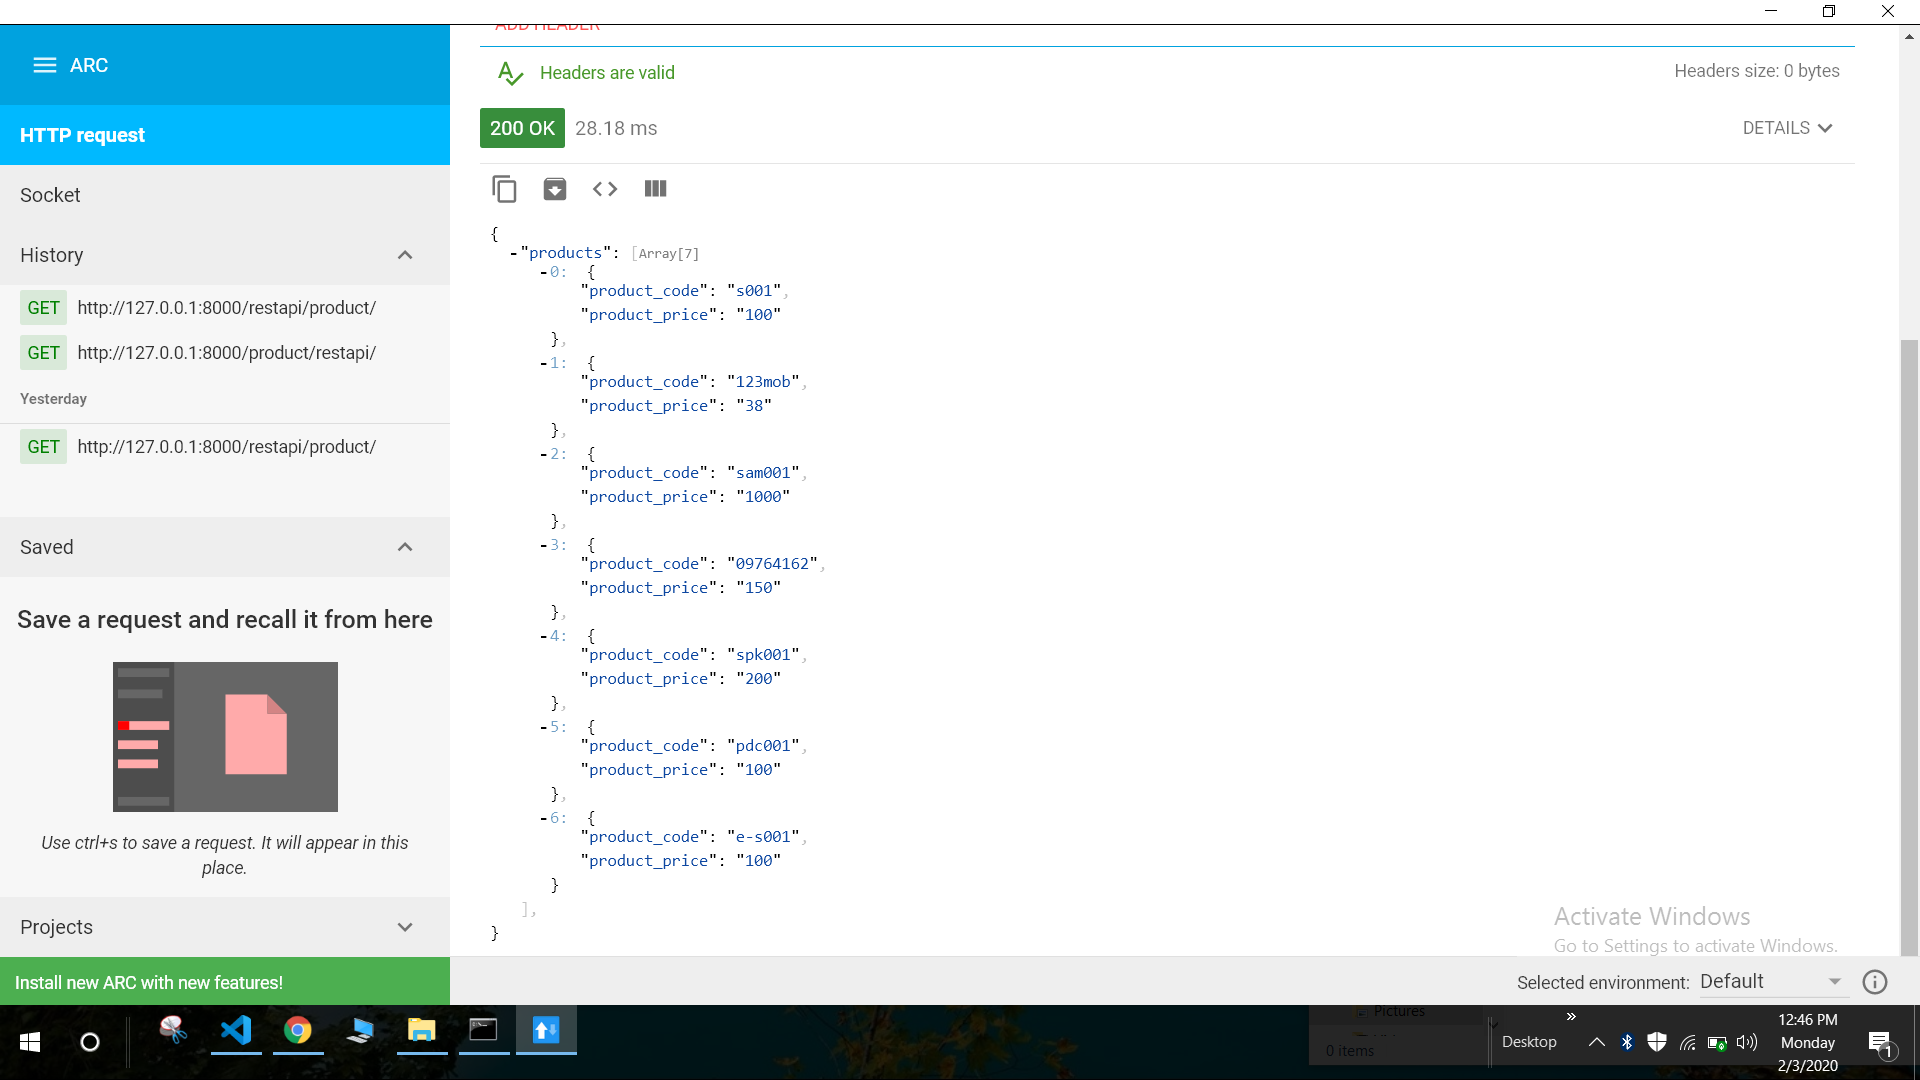 ADD HEADER
ARC
Headers are valid
Headers size: 0 bytes
HTTP request
200 OK 28.18 ms
DETAILS
Socket
History
GET http://127.0.0.1:8000/restapi/product/
GET http://127.0.0.1:8000/product/restapi/
Yesterday
GET http://127.0.0.1:8000/restapi/product/
Saved
Save a request and recall it from here
Use ctrl+s to save a request. It will appear in this
place.
Projects
Install new ARC with new features!
{
-"products": [Array[7]
-0: {
"product_code": "s001",
"product_price": "100"
},
-1: {
"product_code": "123mob",
"product_price": "38"
},
-2: {
"product_code": "sam001",
"product_price": "1000"
},
-3: {
"product_code": "09764162",
"product_price": "150"
},
-4: {
"product_code": "spk001",
"product_price": "200"
},
-5: {
"product_code": "pdc001",
"product_price": "100"
},
-6: {
"product_code": "e-s001",
"product_price": "100"
}
],
}
Activate Windows
Go to Settings to activate Windows.
Selected environment: Default
Pictures
0 items
Desktop
12:46 PM
Monday
2/3/2020
1